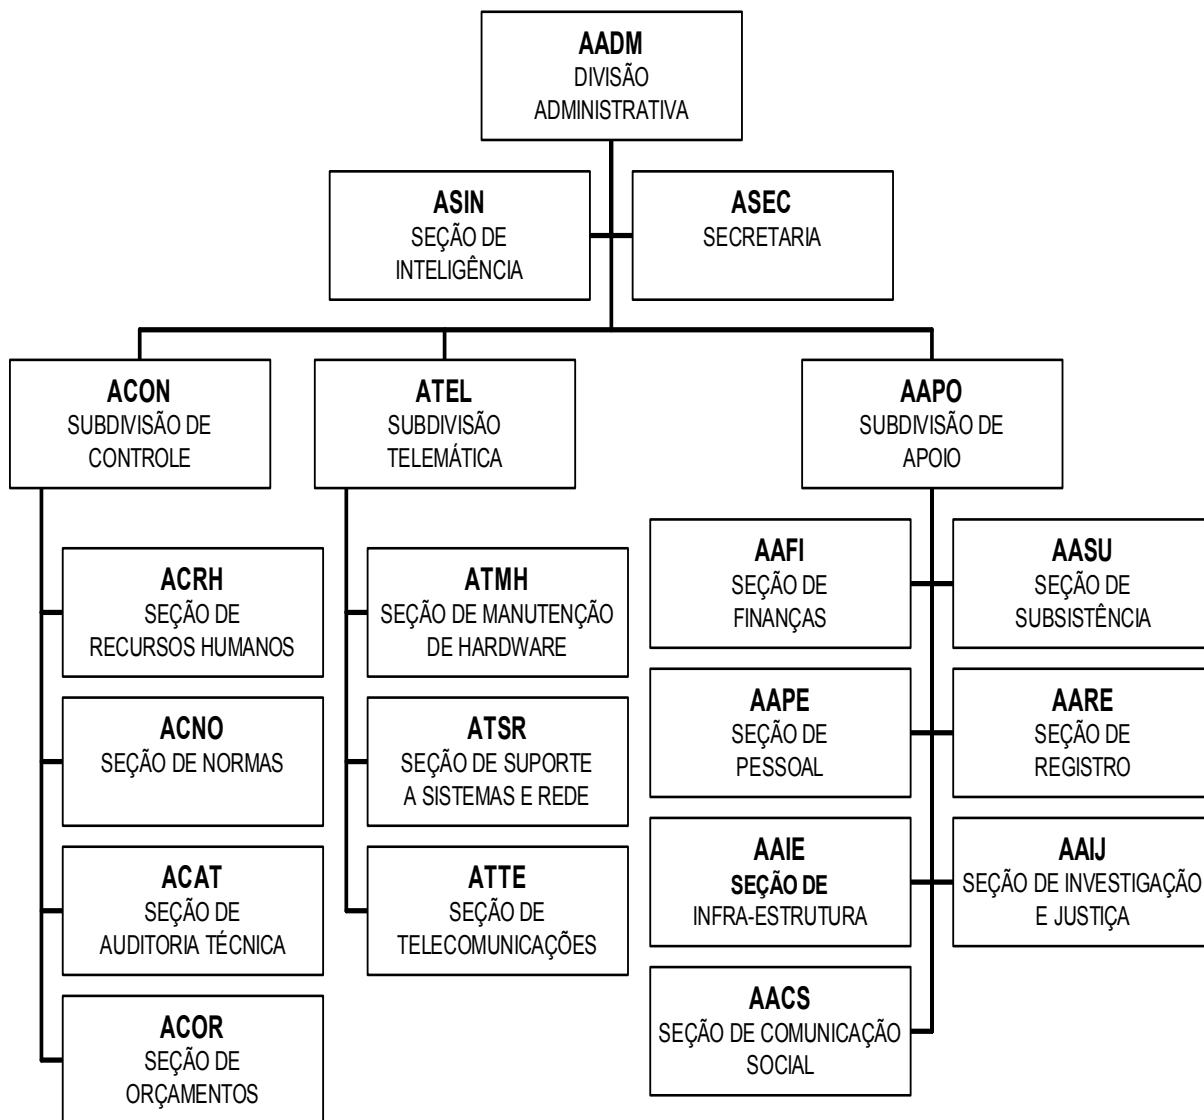 AADM
DIVISÃO
ADMINISTRATIVA
ASIN
SEÇÃO DE
INTELIGÊNCIA
ASEC
SECRETARIA
ACON
SUBDIVISÃO DE
CONTROLE
ATEL
SUBDIVISÃO
TELEMÁTICA
AAPO
SUBDIVISÃO DE
APOIO
ACRH
SEÇÃO DE
RECURSOS HUMANOS
ACNO
SEÇÃO DE NORMAS
ACAT
SEÇÃO DE
AUDITORIA TÉCNICA
ACOR
SEÇÃO DE
ORÇAMENTOS
ATMH
SEÇÃO DE MANUTENÇÃO
DE HARDWARE
ATSR
SEÇÃO DE SUPORTE
A SISTEMAS E REDE
ATTE
SEÇÃO DE
TELECOMUNICAÇÕES
AAFI
SEÇÃO DE
FINANÇAS
AASU
SEÇÃO DE
SUBSISTÊNCIA
AAPE
SEÇÃO DE
PESSOAL
AARE
SEÇÃO DE
REGISTRO
AAIE
SEÇÃO DE
INFRA-ESTRUTURA
AAIJ
SEÇÃO DE INVESTIGAÇÃO
E JUSTIÇA
AACS
SEÇÃO DE COMUNICAÇÃO
SOCIAL